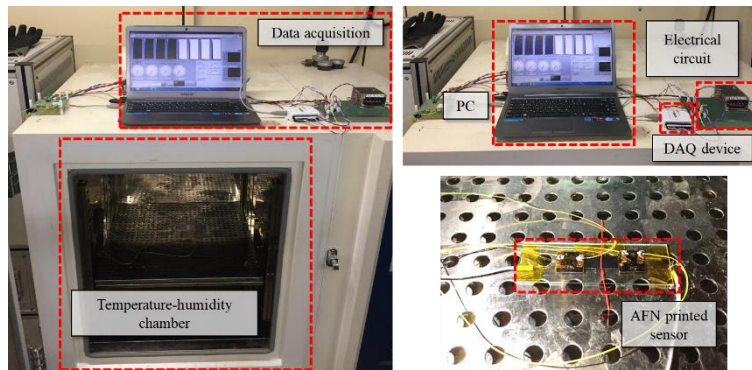 Data acquisition
Electrical
circuit
PC
DAQ device
Temperature-humidity
chamber
AFN printed
sensor